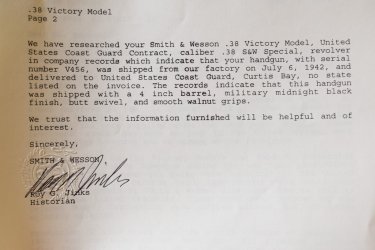 .38 Victory Model
Page 2
We have researched your Smith & Wesson .38 Victory Model, United
States Coast Guard Contract, caliber .38 S&W Special, revolver
in company records which indicate that your handgun, with serial
number V456, was shipped from our factory on July 6, 1942, and
delivered to United States Coast Guard, Curtis Bay, no state
listed on the invoice. The records indicate that this handgun
was shipped with a 4 inch barrel, military midnight black
finish, butt swivel, and smooth walnut grips.
We trust that the information furnished will be helpful and of
interest.
Sincerely,
SMITH & WESSON
Roy G. Jinks
Historian